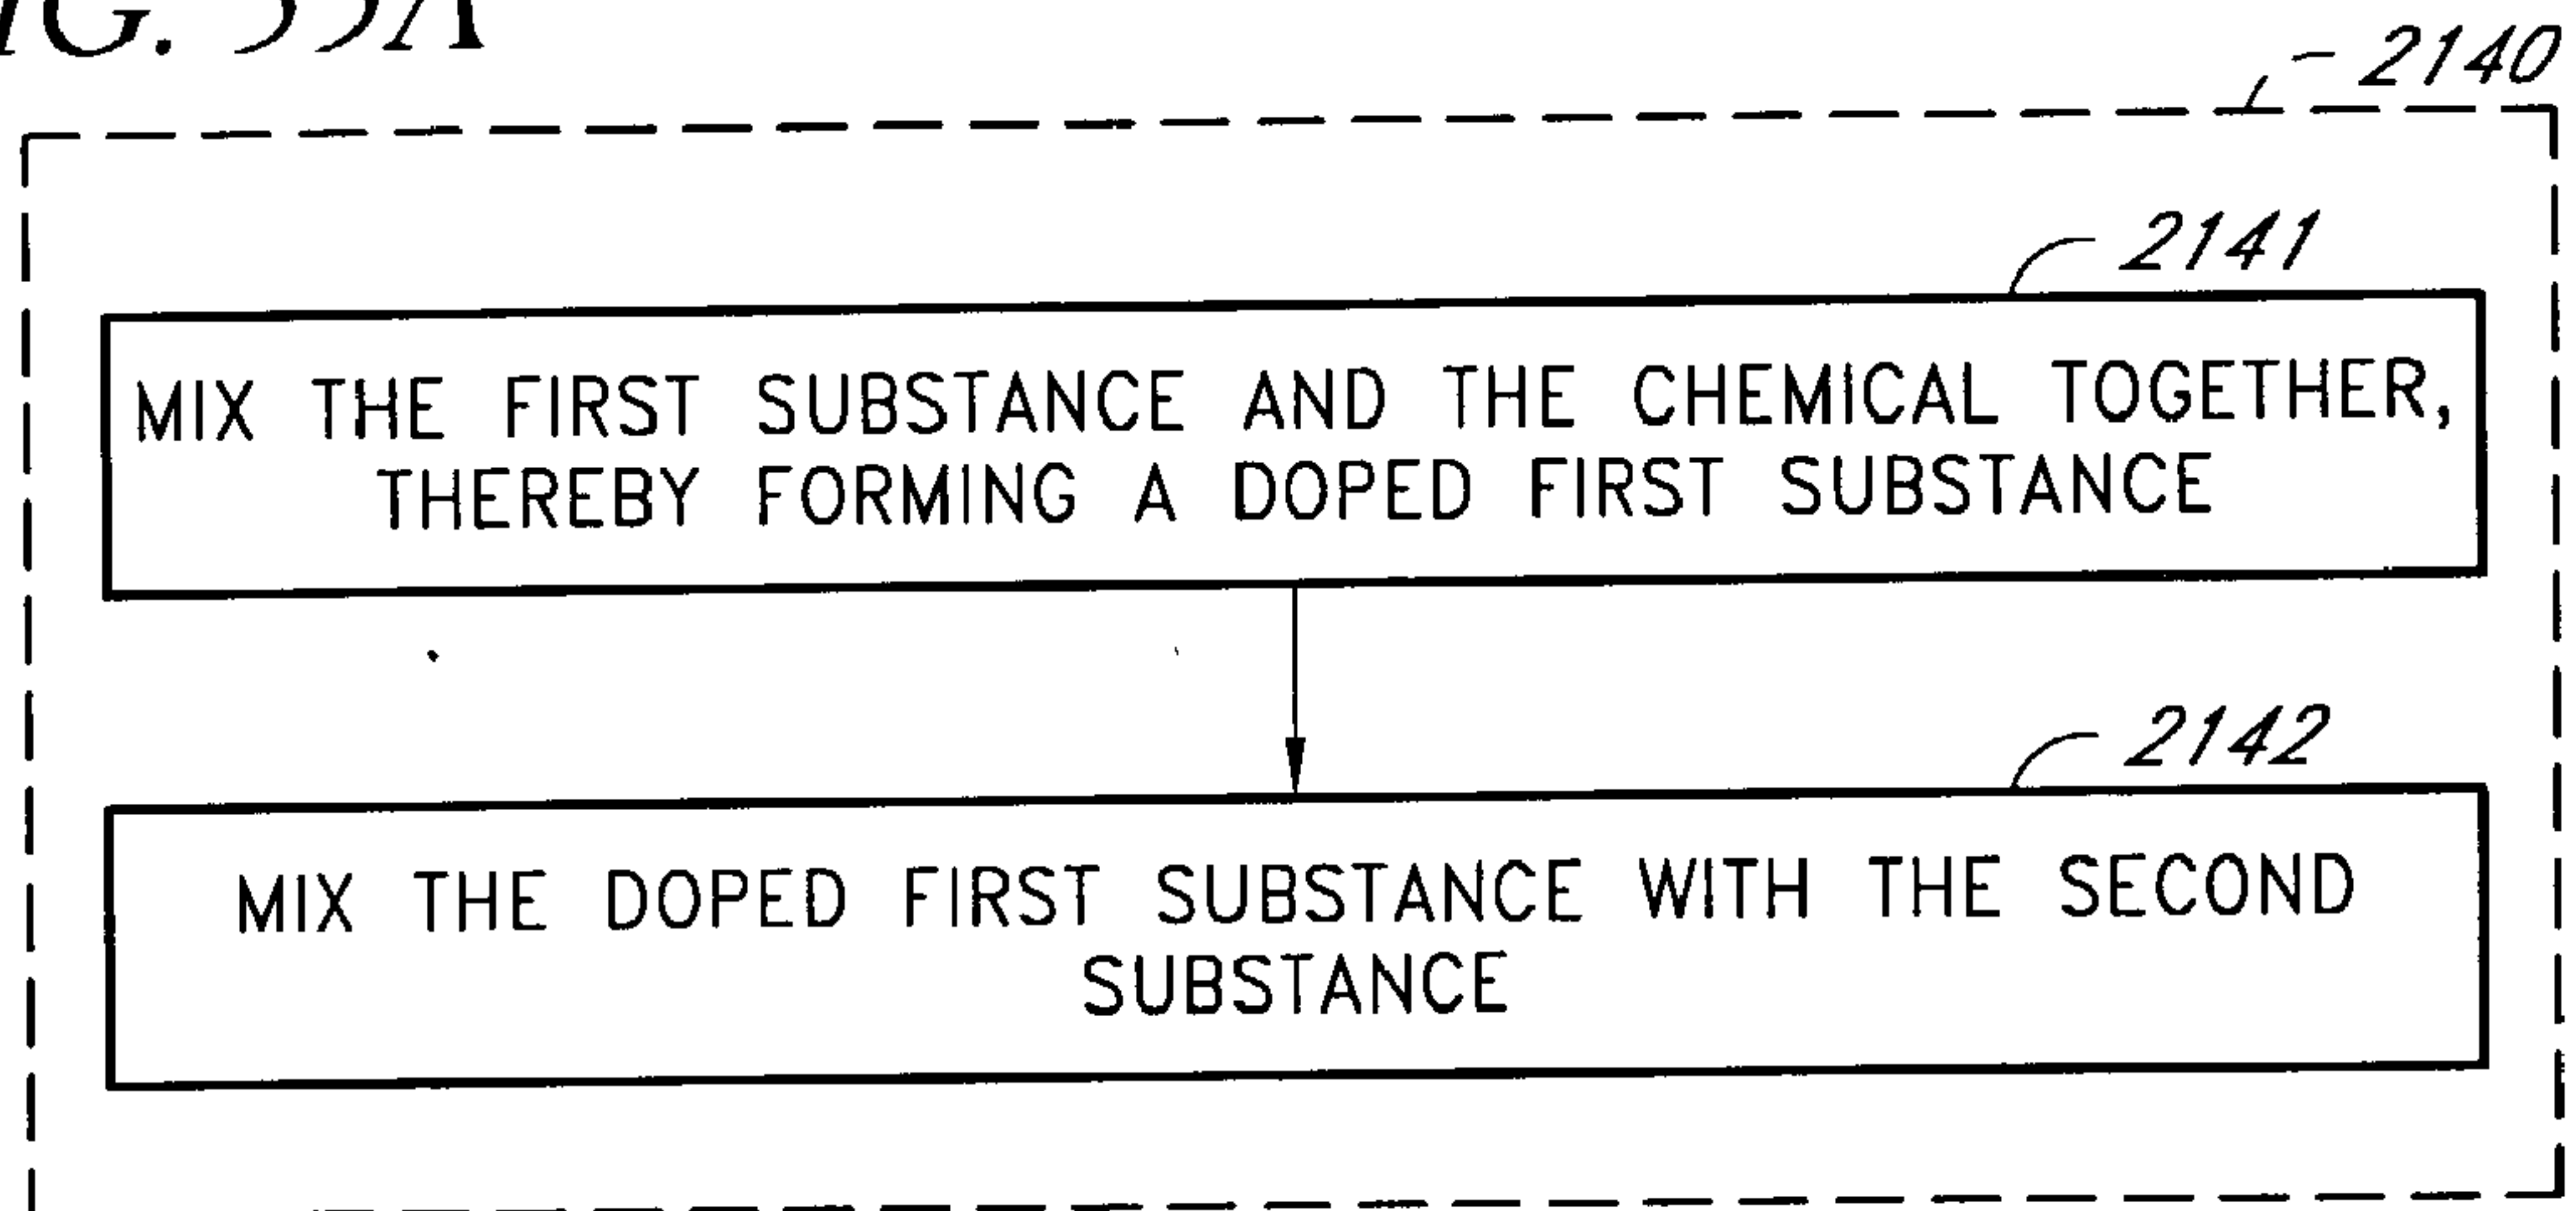 2140
2141
MIX THE FIRST SUBSTANCE AND THE CHEMICAL TOGETHER,
THEREBY FORMING A DOPED FIRST SUBSTANCE
2142
MIX THE DOPED FIRST SUBSTANCE WITH THE SECOND
SUBSTANCE